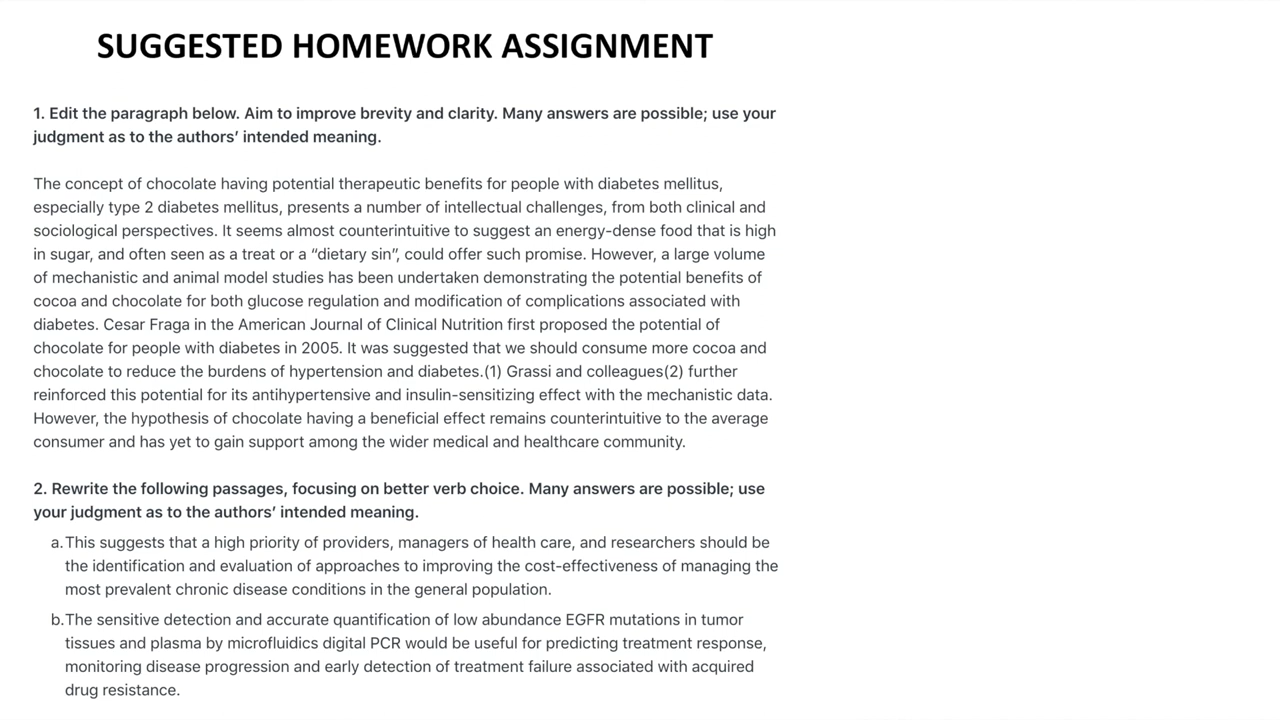 SUGGESTED HOMEWORK ASSIGNMENT
1. Edit the paragraph below. Aim to improve brevity and clarity. Many answers are possible; use your
judgment as to the authors’ intended meaning.
The concept of chocolate having potential therapeutic benefits for people with diabetes mellitus,
especially type 2 diabetes mellitus, presents a number of intellectual challenges, from both clinical and
sociological perspectives. It seems almost counterintuitive to suggest an energy-dense food that is high
in sugar, and often seen as a treat or a “dietary sin”, could offer such promise. However, a large volume
of mechanistic and animal model studies has been undertaken demonstrating the potential benefits of
cocoa and chocolate for both glucose regulation and modification of complications associated with
diabetes. Cesar Fraga in the American Journal of Clinical Nutrition first proposed the potential of
chocolate for people with diabetes in 2005. It was suggested that we should consume more cocoa and
chocolate to reduce the burdens of hypertension and diabetes.(1) Grassi and colleagues(2) further
reinforced this potential for its antihypertensive and insulin-sensitizing effect with the mechanistic data.
However, the hypothesis of chocolate having a beneficial effect remains counterintuitive to the average
consumer and has yet to gain support among the wider medical and healthcare community.
2. Rewrite the following passages, focusing on better verb choice. Many answers are possible; use
your judgment as to the authors’ intended meaning.
a. This suggests that a high priority of providers, managers of health care, and researchers should be
the identification and evaluation of approaches to improving the cost-effectiveness of managing the
most prevalent chronic disease conditions in the general population.
b. The sensitive detection and accurate quantification of low abundance EGFR mutations in tumor
tissues and plasma by microfluidics digital PCR would be useful for predicting treatment response,
monitoring disease progression and early detection of treatment failure associated with acquired
drug resistance.